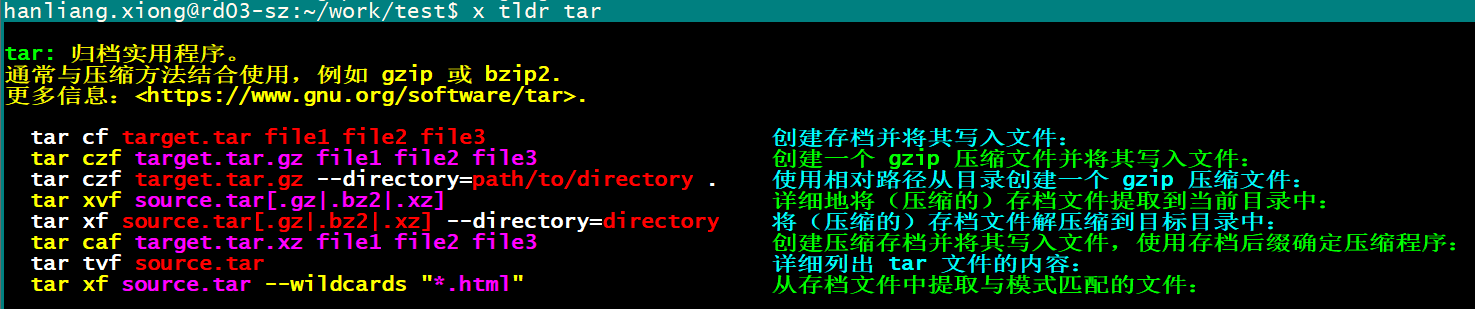 hanliang.xiong@rd03-sz:~/work/test$ x tldr tar
tar: 归档实用程序。
通常与压缩方法结合使用，例如 gzip 或 bzip2.
更多信息：<https://www.gnu.org/software/tar>.
tar cf target.tar file1 file2 file3 创建存档并将其写入文件：
tar czf target.tar.gz file1 file2 file3 创建一个 gzip 压缩文件并将其写入文件：
tar czf target.tar.gz --directory=path/to/directory . 使用相对路径从目录创建一个 gzip 压缩文件：
tar xvf source.tar[.gz|.bz2|.xz] 详细地将（压缩的）存档文件提取到当前目录中：
tar xf source.tar[.gz|.bz2|.xz] --directory=directory 将（压缩的）存档文件解压缩到目标目录中：
tar caf target.tar.xz file1 file2 file3 创建压缩存档并将其写入文件，使用存档后缀确定压缩程序：
tar tvf source.tar 详细列出 tar 文件的内容：
tar xf source.tar --wildcards "*.html" 从存档文件中提取与模式匹配的文件：